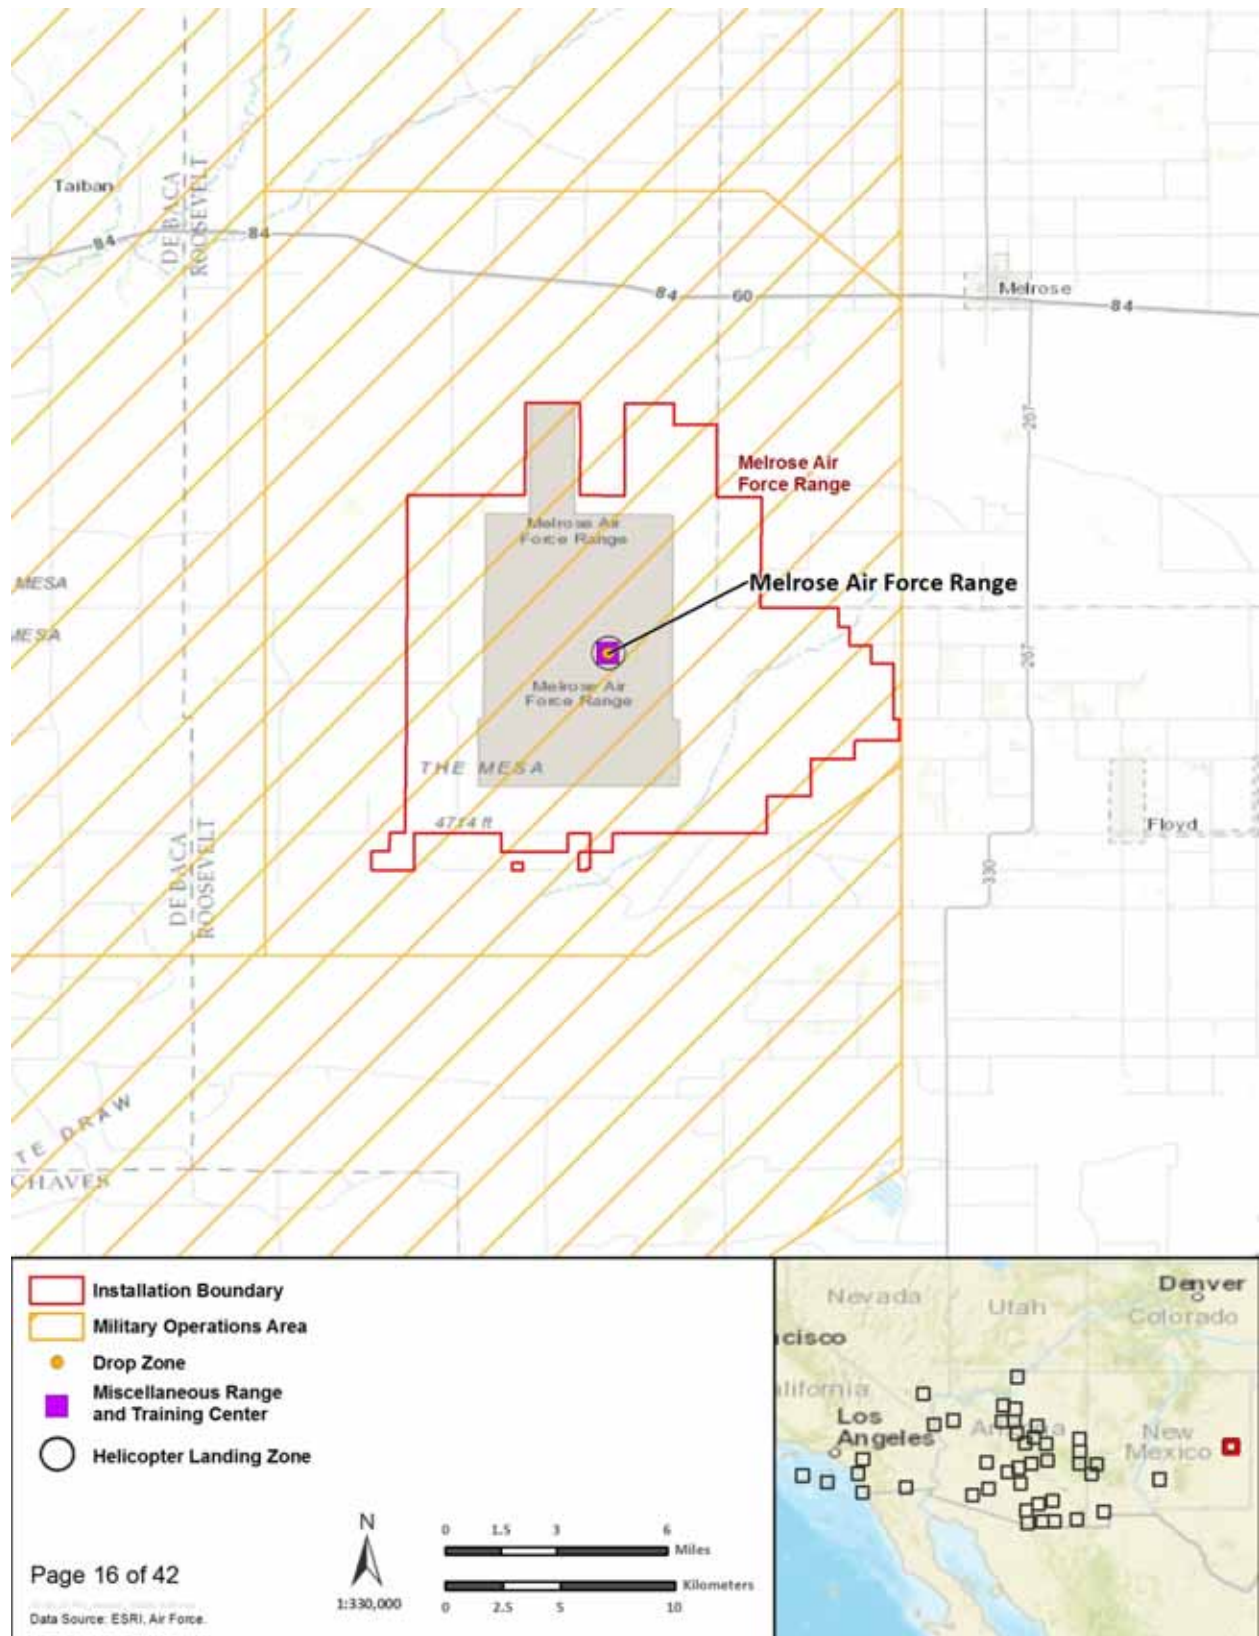 Taiban
DE BACA
ROOSEVELT
84
84
84
60
Melrose
84
267
Melrose Air
Force Range
Melrose Air
Force Range
MESA
Melrose Air Force Range
MESA
267
Melrose Air
Force Range
THE MESA
4714 ft
DE BACA
ROOSEVELT
Floyd
330
TE DRAW
CHAVES
Installation Boundary
Military Operations Area
Drop Zone
Miscellaneous Range
and Training Center
Helicopter Landing Zone
N
1:330,000
0 1.5 3 6
Miles
Kilometers
0 2.5 5 10
Page 16 of 42
Data Source: ESRI, Air Force.
Denver
Nevada
Utah
Colorado
cisco
alifornia
Los
Angeles
Arizona
New
Mexico